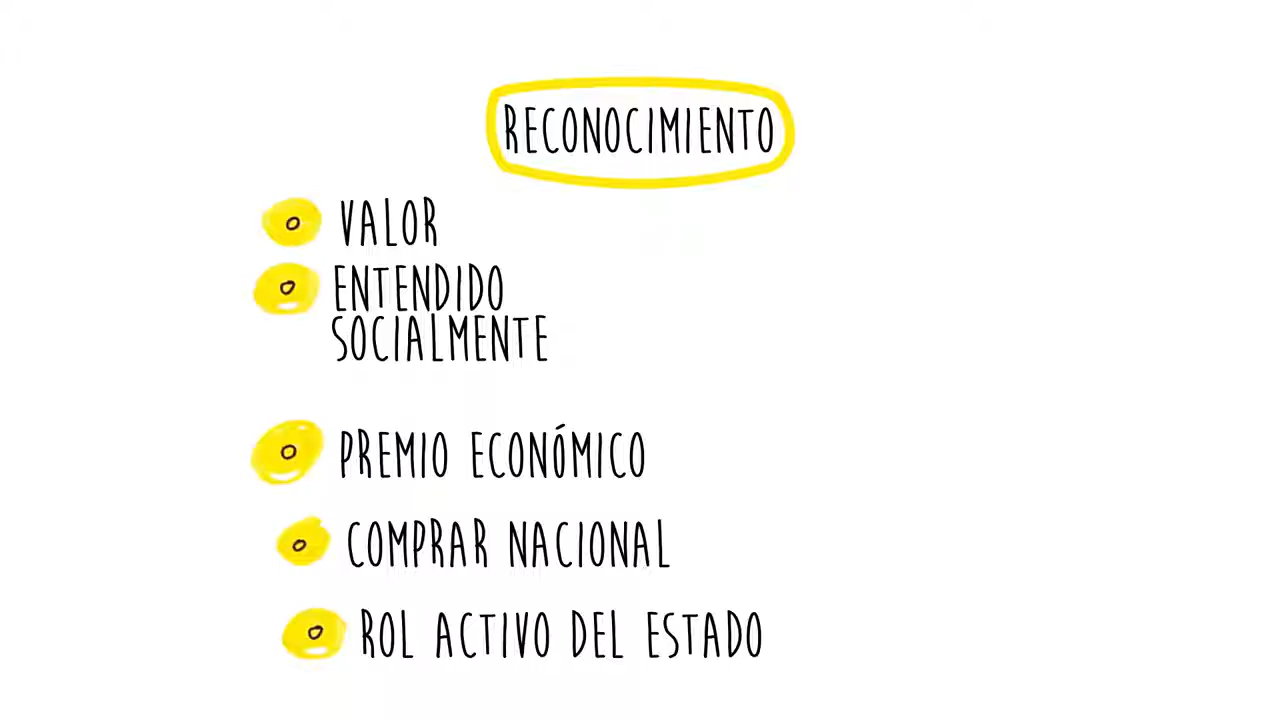 RECONOCIMIENTO
VALOR
ENTENDIDO
SOCIALMENTE
PREMIO ECONÓMICO
COMPRAR NACIONAL
ROL ACTIVO DEL ESTADO